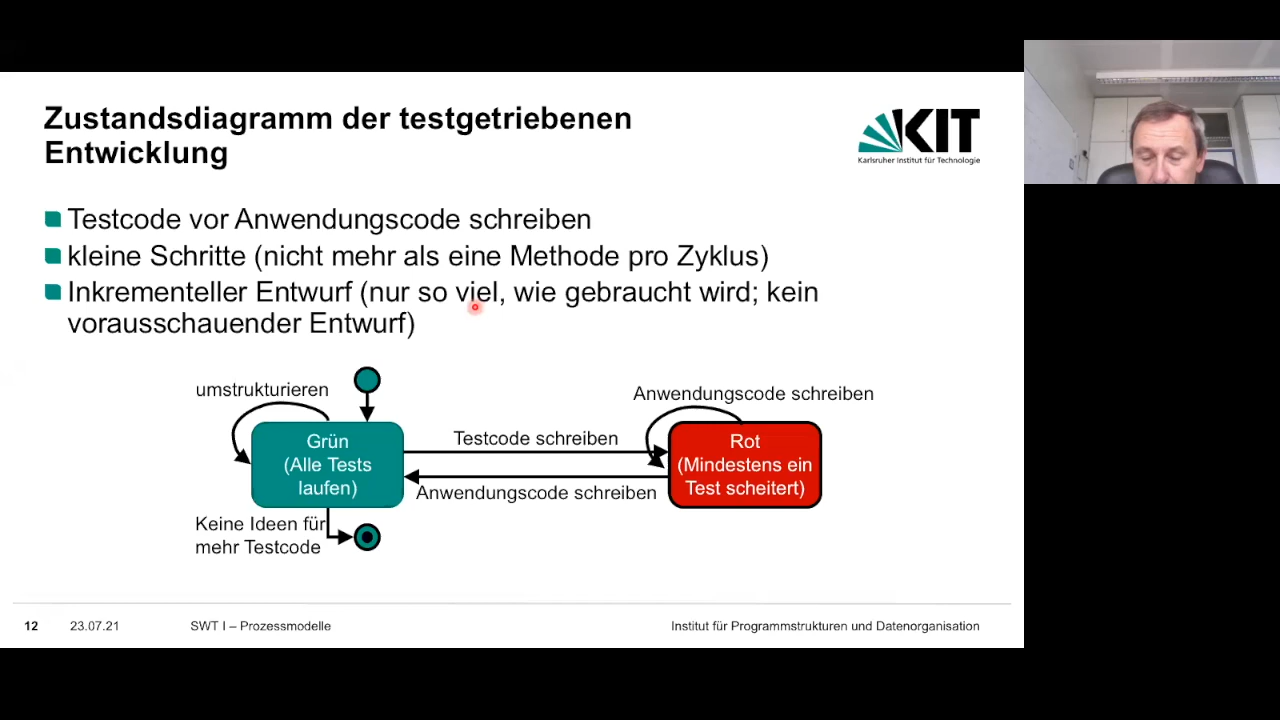 Zustandsdiagramm der testgetriebenen
Entwicklung
KIT
Karlsruher Institut für Technologie
Testcode vor Anwendungscode schreiben
kleine Schritte (nicht mehr als eine Methode pro Zyklus)
Inkrementeller Entwurf (nur so viel, wie gebraucht wird; kein
vorausschauender Entwurf)
umstrukturieren
Anwendungscode schreiben
Grün
(Alle Tests
laufen)
Testcode schreiben
Anwendungscode schreiben
Rot
(Mindestens ein
Test scheitert)
Keine Ideen für
mehr Testcode
12 23.07.21 SWT I – Prozessmodelle Institut für Programmstrukturen und Datenorganisation